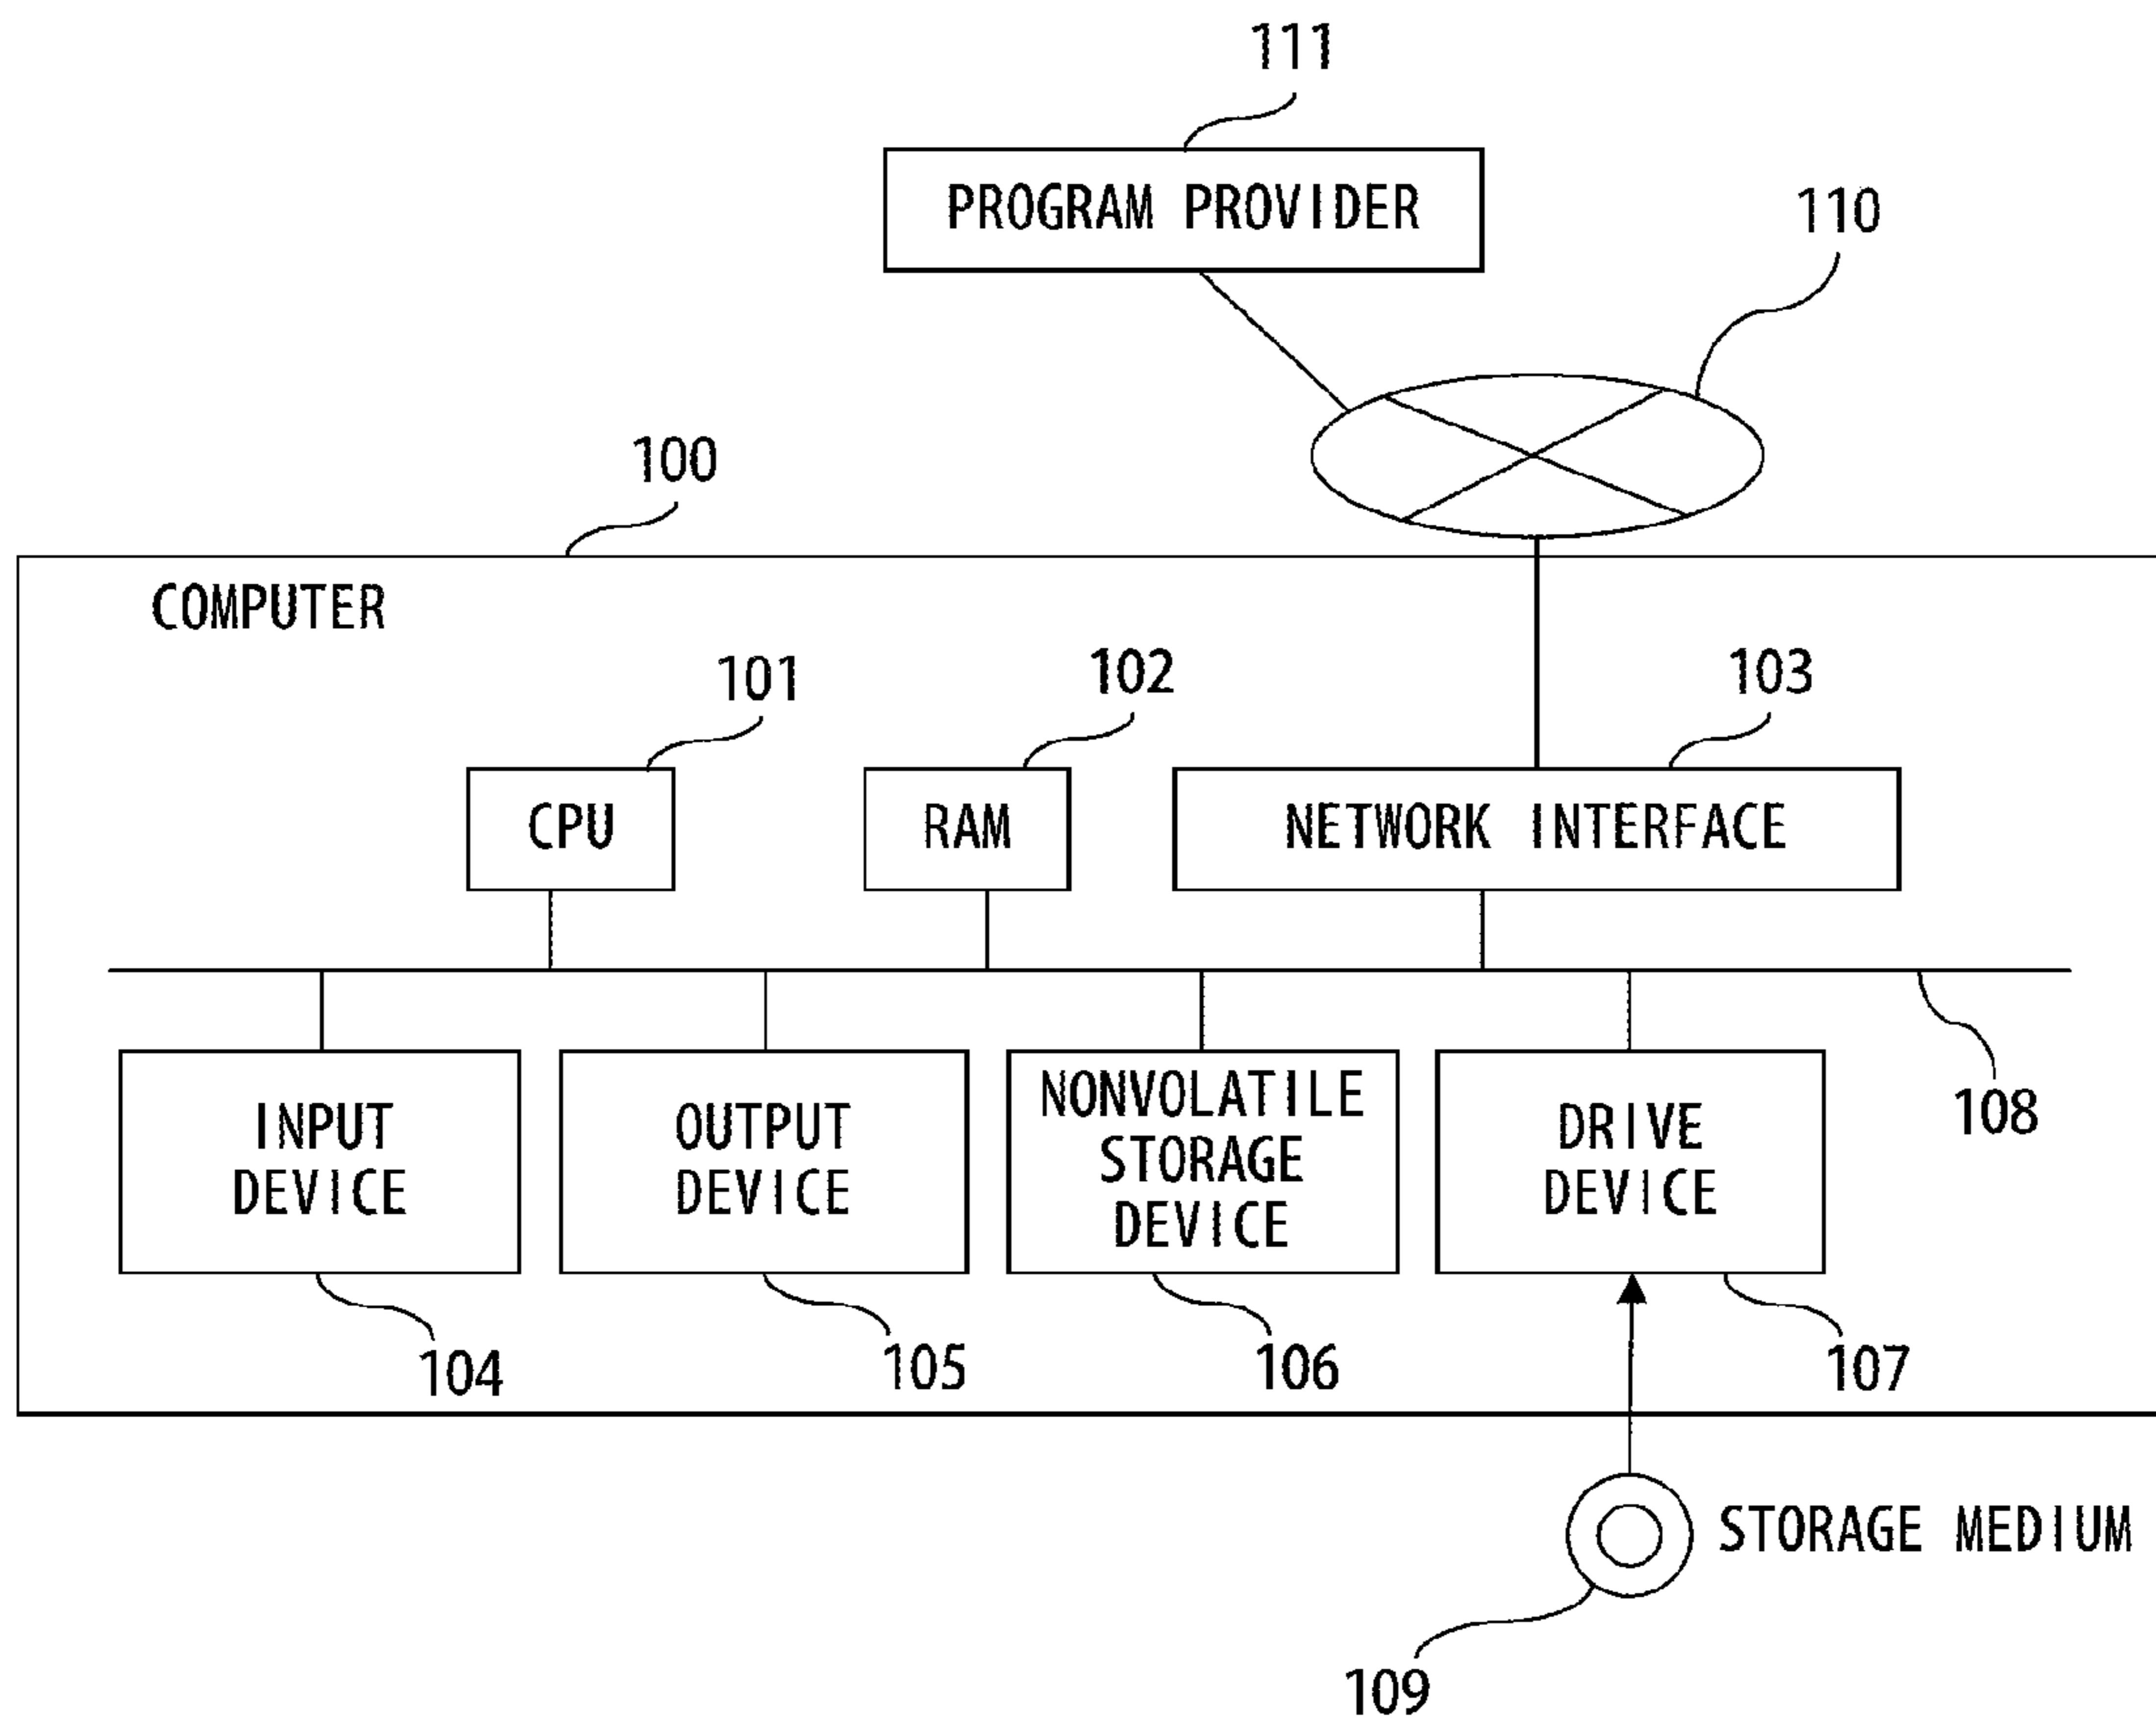 111
PROGRAM PROVIDER
110
100
COMPUTER
101
102
103
CPU
RAM
NETWORK INTERFACE
INPUT
DEVICE
OUTPUT
DEVICE
NONVOLATILE
STORAGE
DEVICE
DRIVE
DEVICE
108
104
105
106
107
STORAGE MEDIUM
109